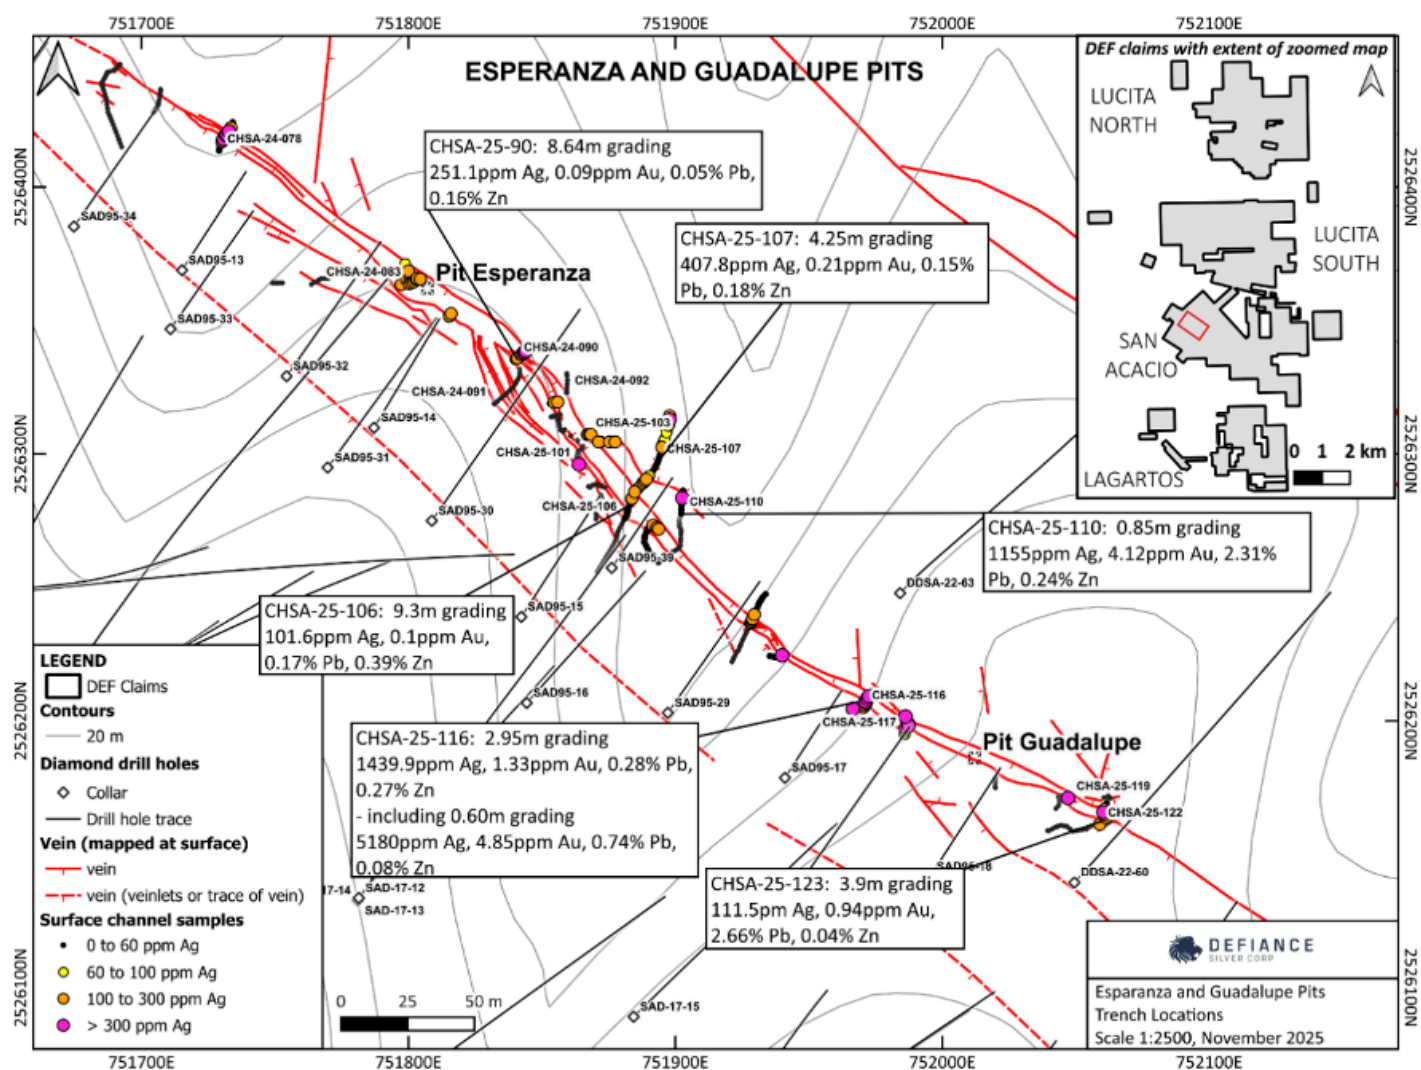 751700E
751800E
751900E
752000E
752100E
ESPERANZA AND GUADALUPE PITS
DEF claims with extent of zoomed map
LUCITA
NORTH
LUCITA
SOUTH
SAN
ACACIO
LAGARTOS
0 1 2 km
2526400N
2526300N
2526200N
2526100N
2526400N
2526300N
2526200N
2526100N
CHSA-24-078
CHSA-25-90: 8.64m grading
251.1ppm Ag, 0.09ppm Au, 0.05% Pb,
0.16% Zn
CHSA-25-107: 4.25m grading
407.8ppm Ag, 0.21ppm Au, 0.15%
Pb, 0.18% Zn
SAD95-34
SAD95-13
CHSA-24-083
Pit Esperanza
SAD95-33
SAD95-32
CHSA-24-090
CHSA-24-092
CHSA-24-091
SAD95-14
CHSA-25-103
CHSA-25-107
CHSA-25-101
SAD95-31
CHSA-25-110
CHSA-25-106
SAD95-30
CHSA-25-110: 0.85m grading
1155ppm Ag, 4.12ppm Au, 2.31%
Pb, 0.24% Zn
SAD95-39
DDSA-22-63
SAD95-15
CHSA-25-106: 9.3m grading
101.6ppm Ag, 0.1ppm Au,
0.17% Pb, 0.39% Zn
SAD95-16
SAD95-29
CHSA-25-116
CHSA-25-117
CHSA-25-116: 2.95m grading
1439.9ppm Ag, 1.33ppm Au, 0.28% Pb,
0.27% Zn
- including 0.60m grading
5180ppm Ag, 4.85ppm Au, 0.74% Pb,
0.08% Zn
Pit Guadalupe
SAD95-17
CHSA-25-119
CHSA-25-122
SAD95-18
DDSA-22-60
CHSA-25-123: 3.9m grading
111.5pm Ag, 0.94ppm Au,
2.66% Pb, 0.04% Zn
17-14
SAD-17-12
SAD-17-13
SAD-17-15
LEGEND
DEF Claims
Contours
20 m
Diamond drill holes
Collar
Drill hole trace
Vein (mapped at surface)
vein
vein (veinlets or trace of vein)
Surface channel samples
0 to 60 ppm Ag
60 to 100 ppm Ag
100 to 300 ppm Ag
> 300 ppm Ag
0 25 50 m
DEFIANCE
SILVER CORP
Esparanza and Guadalupe Pits
Trench Locations
Scale 1:2500, November 2025
751700E
751800E
751900E
752000E
752100E